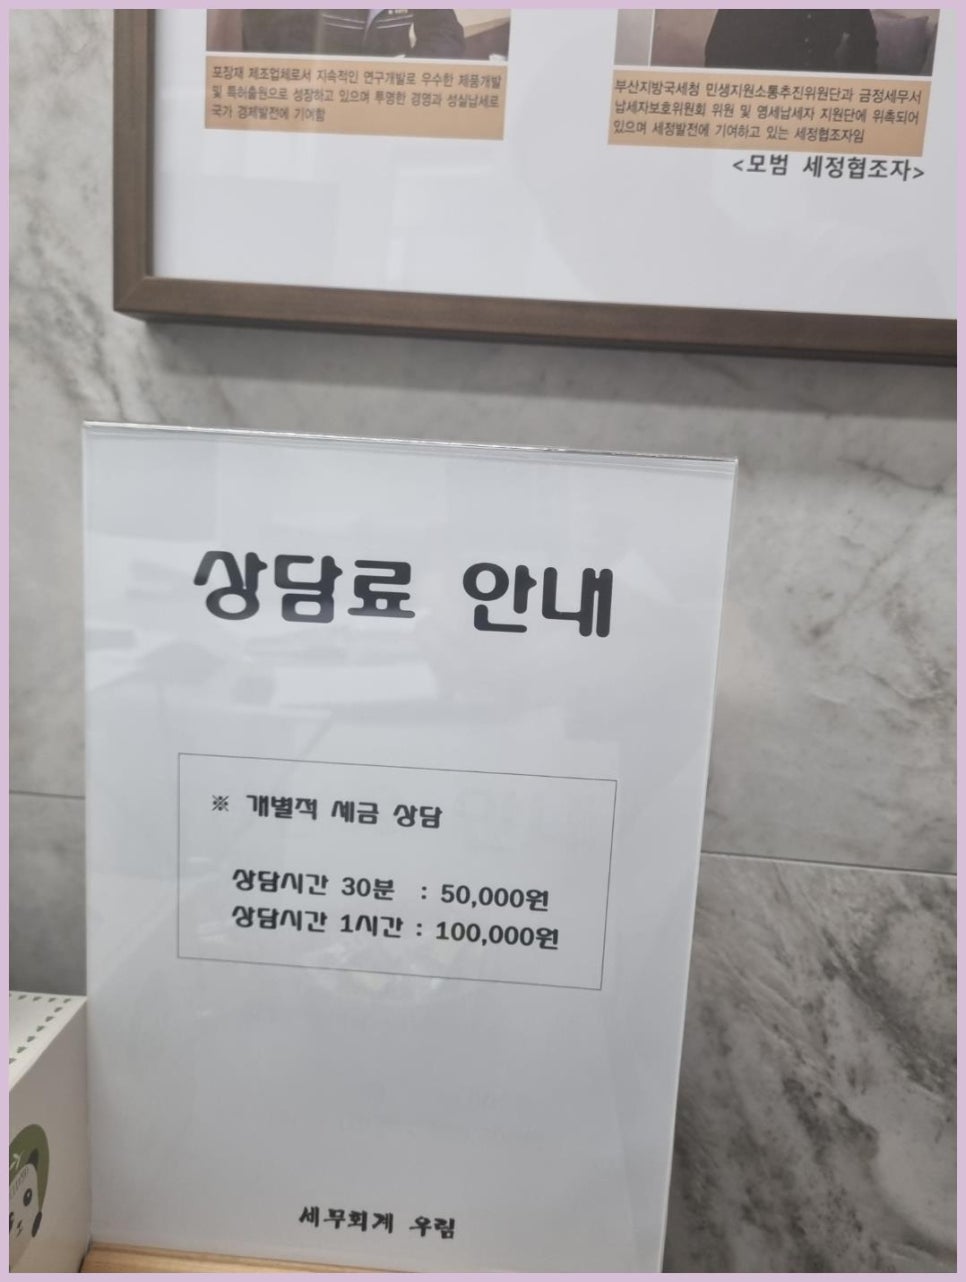 포장재 제조업체로서 지속적인 연구개발로 우수한 제품개발
및 특허출원으로 성장하고 있으며 투명한 경영과 성실납세로
국가 경제발전에 기여함
부산지방국세청 민생지원소통추진위원단과 금정세무서
납세자보호위원회 위원 및 영세납세자 지원단에 위촉되어
있으며 세정발전에 기여하고 있는 세정협조자임
<모범 세정협조자>
상담료 안내
※ 개별적 세금 상담
상담시간 30분 : 50,000원
상담시간 1시간 : 100,000원
세무회계 우림